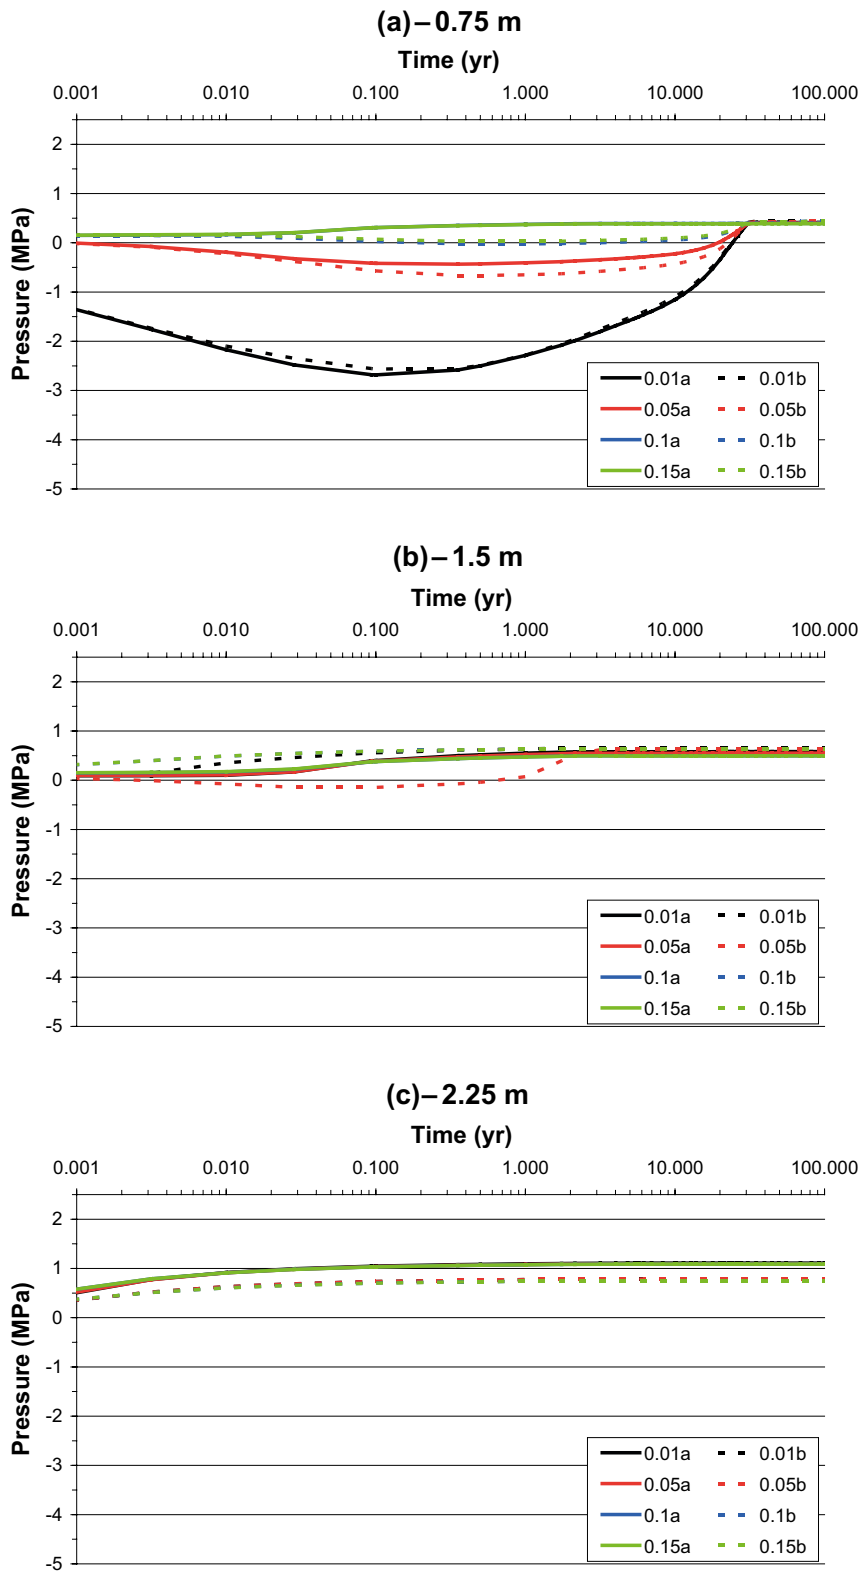 (a)–0.75 m
Time (yr)
0.001 0.010 0.100 1.000 10.000 100.000
Pressure (MPa)
2
1
0
-1
-2
-3
-4
-5
0.01a 0.01b
0.05a 0.05b
0.1a 0.1b
0.15a 0.15b
(b)–1.5 m
Time (yr)
0.001 0.010 0.100 1.000 10.000 100.000
Pressure (MPa)
2
1
0
-1
-2
-3
-4
-5
0.01a 0.01b
0.05a 0.05b
0.1a 0.1b
0.15a 0.15b
(c)–2.25 m
Time (yr)
0.001 0.010 0.100 1.000 10.000 100.000
Pressure (MPa)
2
1
0
-1
-2
-3
-4
-5
0.01a 0.01b
0.05a 0.05b
0.1a 0.1b
0.15a 0.15b